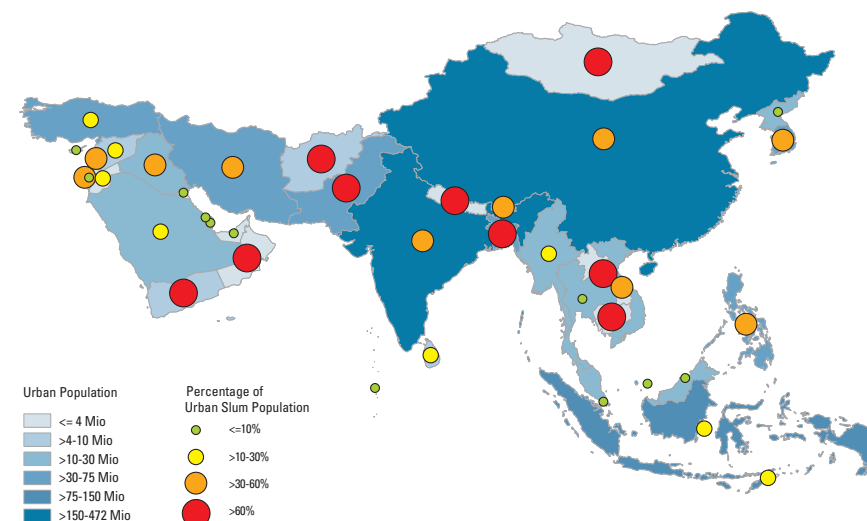 Urban Population
<= 4 Mio
>4-10 Mio
>10-30 Mio
>30-75 Mio
>75-150 Mio
>150-472 Mio
Percentage of
Urban Slum Population
<=10%
>10-30%
>30-60%
>60%